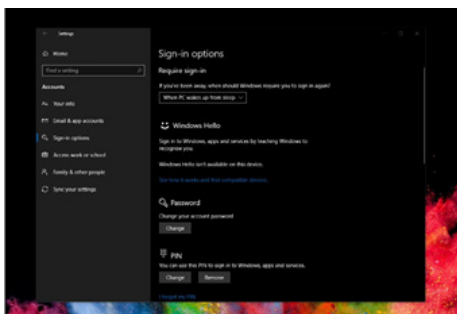 Settings
Home
Find a setting
Accounts
Your info
Email & app accounts
Sign-in options
Access work or school
Family & other people
Sync your settings
Sign-in options
Require sign-in
If you've been away, when should Windows require you to sign in again?
When PC wakes up from sleep
Windows Hello
Sign in to Windows, apps and services by teaching Windows to
recognise you.
Windows Hello isn't available on this device.
See how it works and find compatible devices.
Password
Change your account password
Change
PIN
You can use this PIN to sign in to Windows, apps and services.
Change Remove
I forgot my PIN